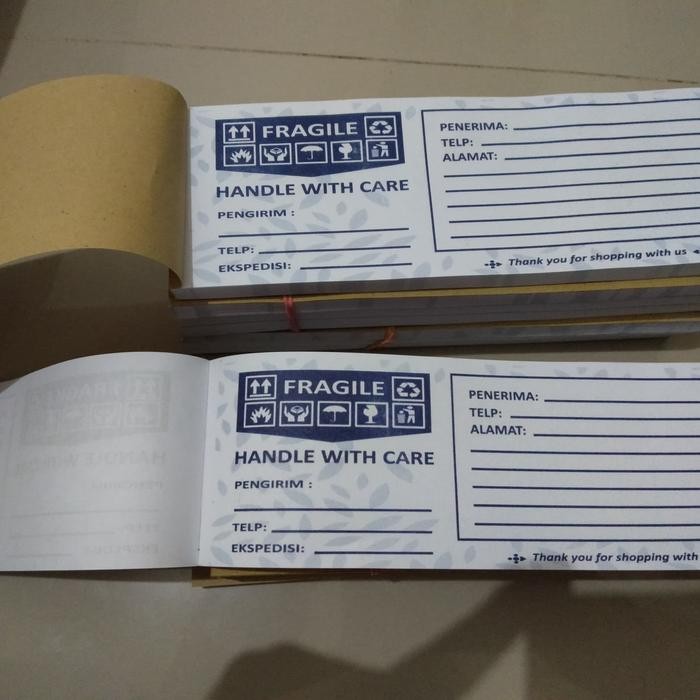 FRAGILE
HANDLE WITH CARE
PENGIRIM :
TELP:
EKSPEDISI:
PENERIMA:
TELP:
ALAMAT:
Thank you for shopping with us
FRAGILE
HANDLE WITH CARE
PENGIRIM :
TELP:
EKSPEDISI:
PENERIMA:
TELP:
ALAMAT:
Thank you for shopping with